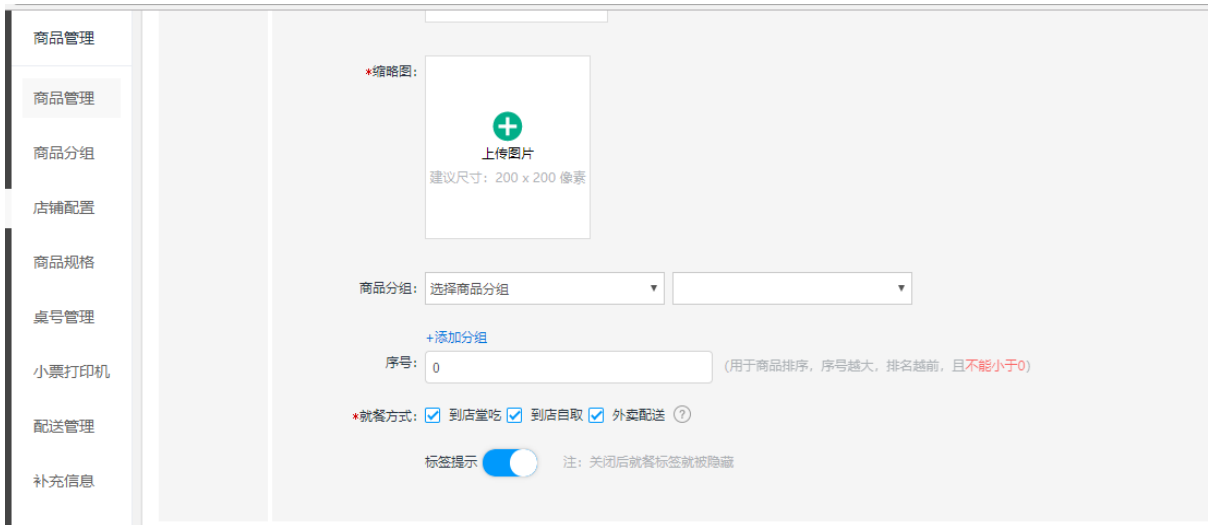 商品管理
商品管理
商品分组
店铺配置
商品规格
桌号管理
小票打印机
配送管理
补充信息
*缩略图：
上传图片
建议尺寸：200 x 200 像素
商品分组： 选择商品分组
+添加分组
序号： 0 (用于商品排序，序号越大，排名越前，且不能小于0)
*就餐方式： 到店堂吃 到店自取 外卖配送 ?
标签提示 注：关闭后就餐标签就被隐藏